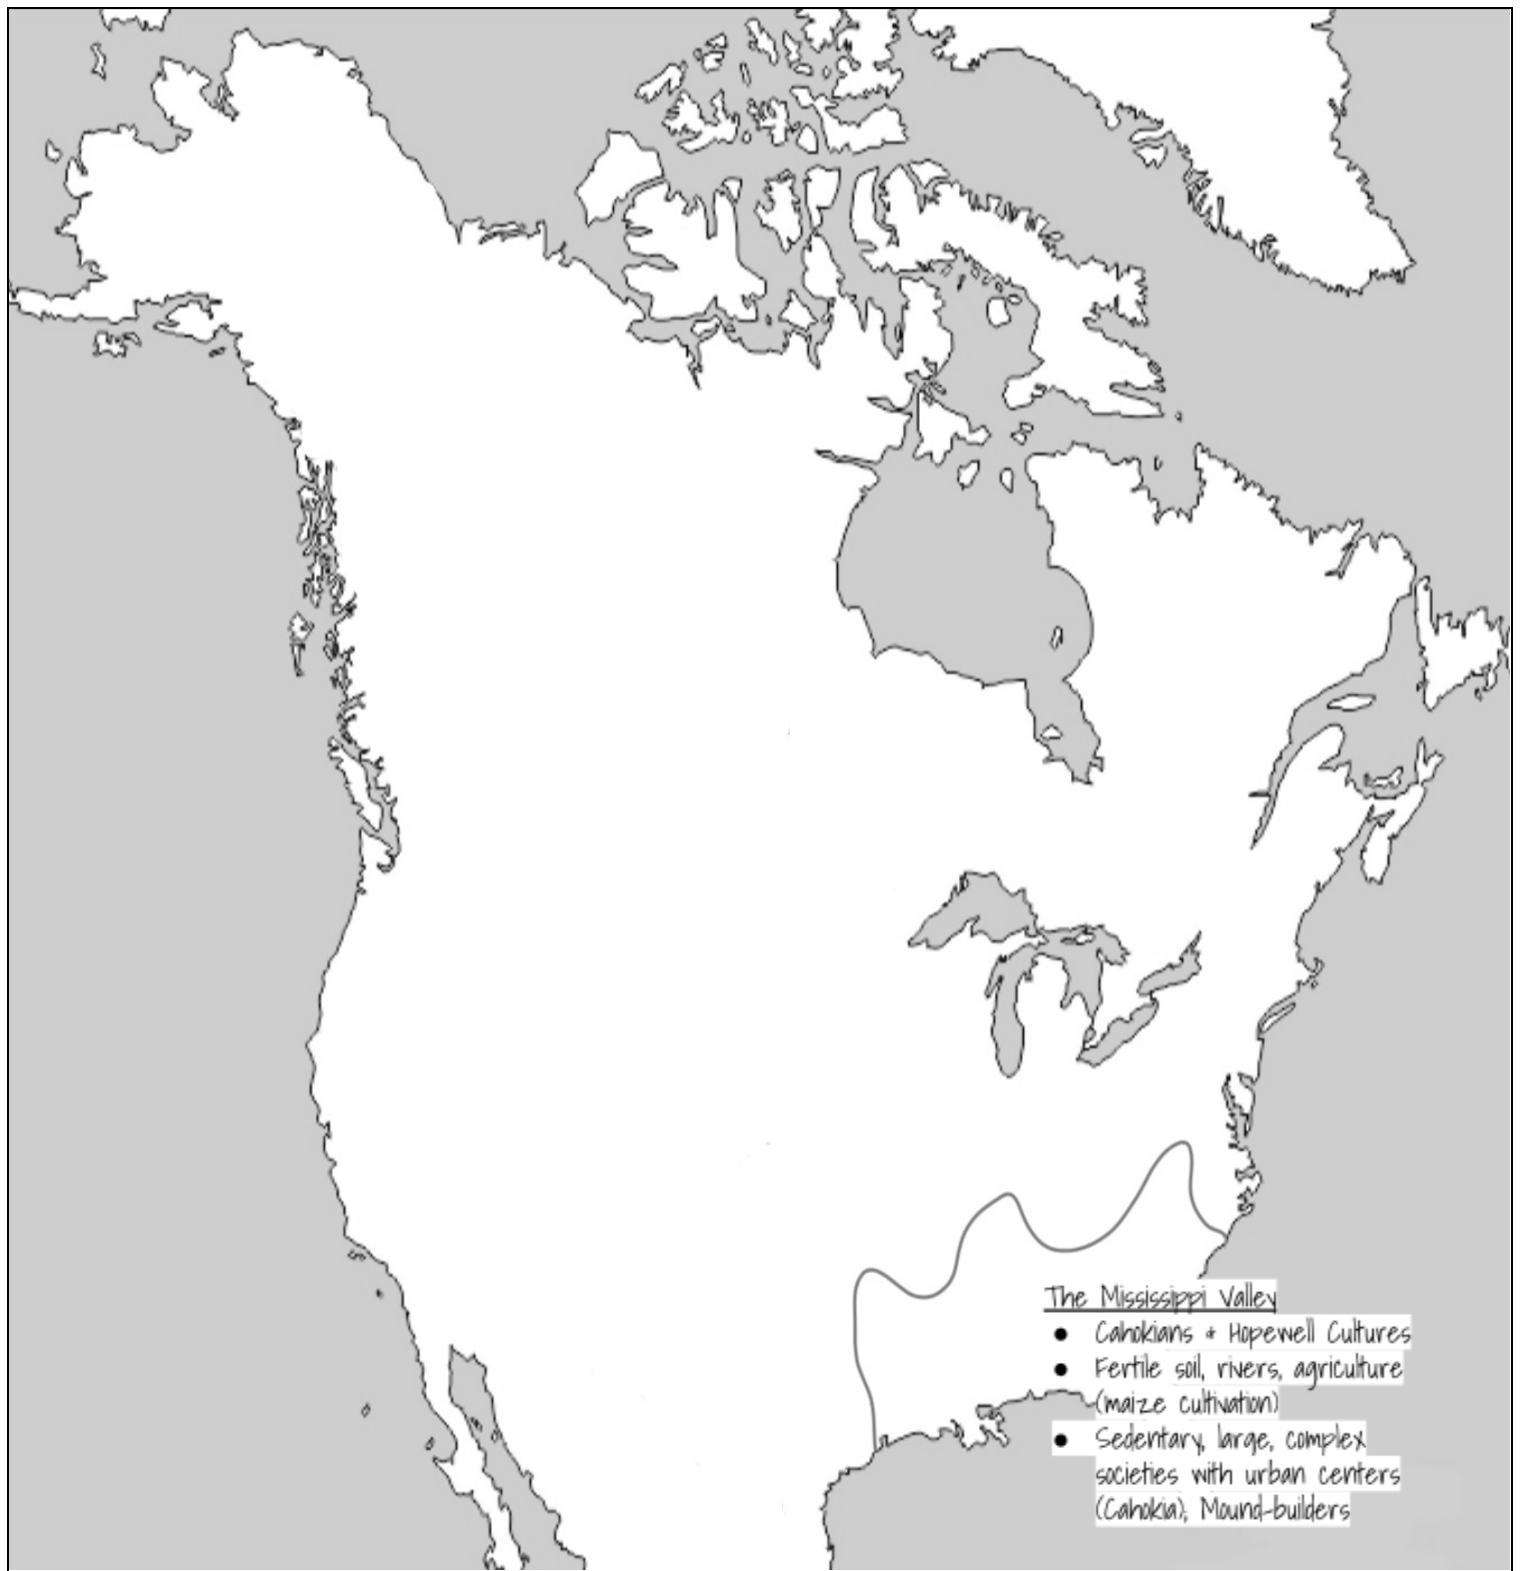 The Mississippi Valley
● Cahokians & Hopewell Cultures
● Fertile soil, rivers, agriculture
(maize cultivation)
● Sedentary, large, complex
societies with urban centers
(Cahokia); Mound-builders